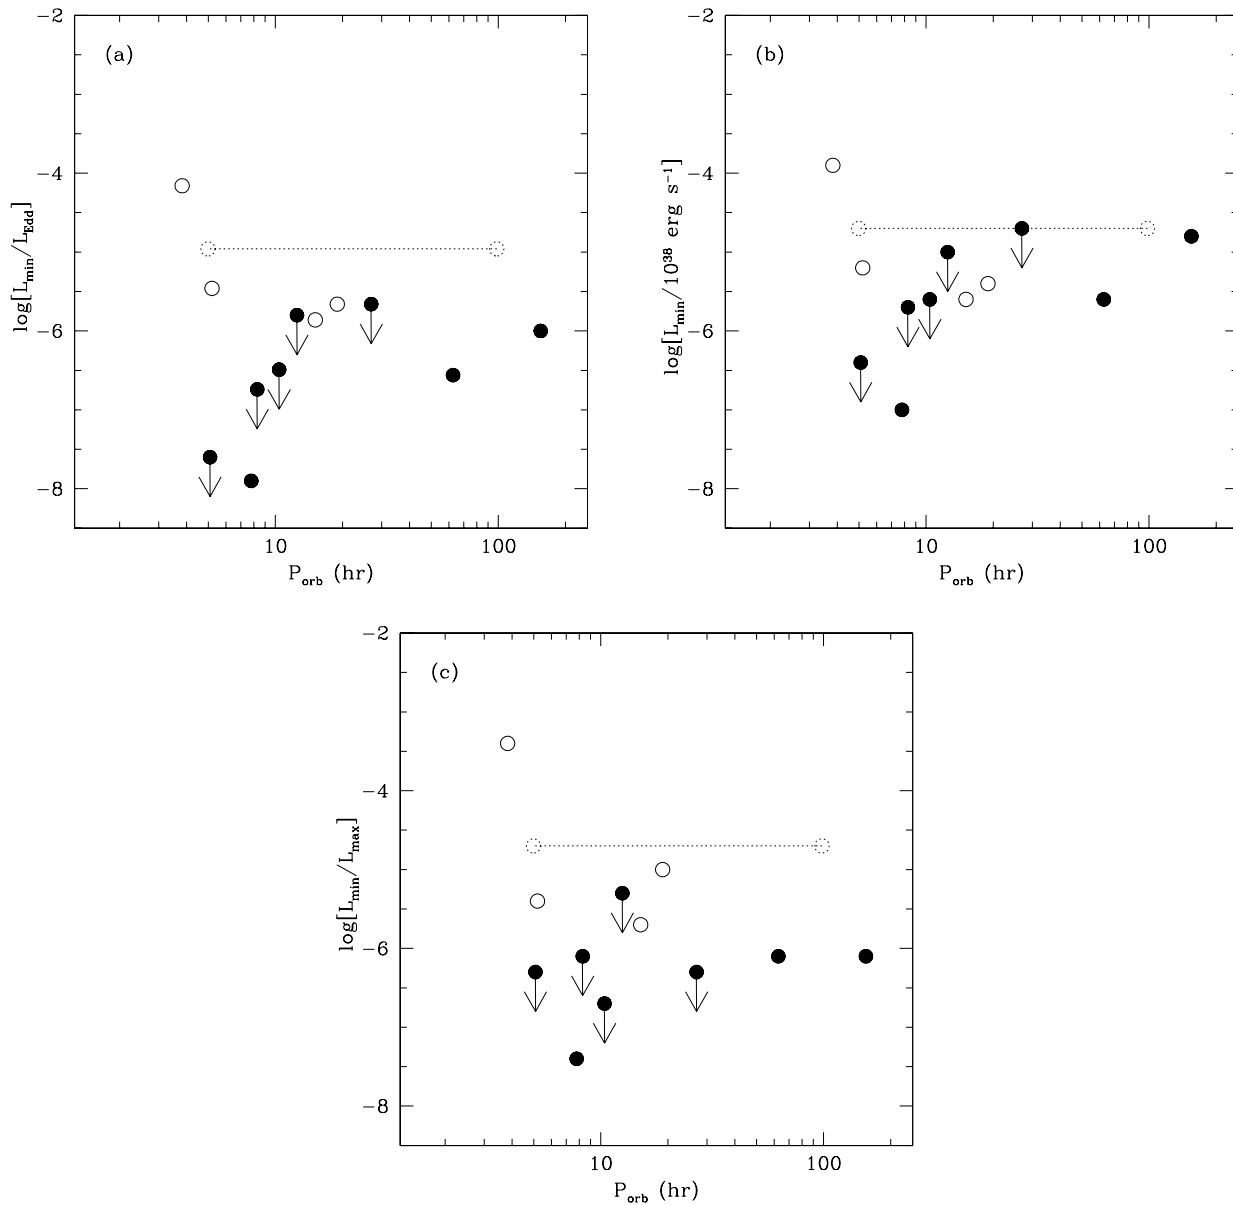 (a)
−2
−4
−6
−8
log[L_min/L_Edd]
10 100
P_orb (hr)
(b)
−2
−4
−6
−8
log[L_min/10^38 erg s^−1]
10 100
P_orb (hr)
(c)
−2
−4
−6
−8
log[L_min/L_max]
10 100
P_orb (hr)